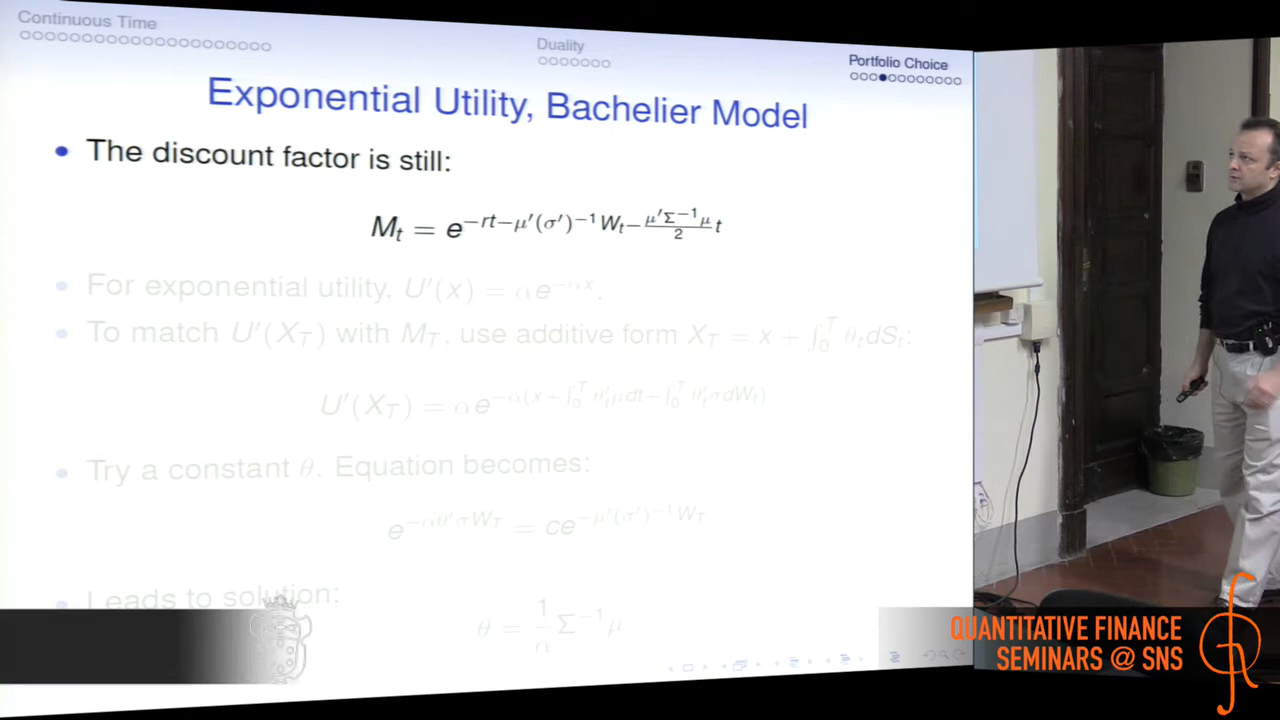 Continuous Time
Duality
Portfolio Choice
Exponential Utility, Bachelier Model
• The discount factor is still:
M_t = e^{-rt-μ'(σ')^{-1}W_t-\frac{μ'Σ^{-1}μ}{2}t}
• For exponential utility, U'(x) = αe^{-αx}.
• To match U'(X_T) with M_T, use additive form X_T = x + ∫_0^T θ_t dS_t:
U'(X_T) = αe^{-α(x-∫_0^T θ'_t μdt-∫_0^T θ'_t σdW_t)}
• Try a constant θ. Equation becomes:
e^{-αθ'σW_T} = ce^{-μ'(σ')^{-1}W_T}
• Leads to solution:
θ = \frac{1}{α}Σ^{-1}μ
QUANTITATIVE FINANCE
SEMINARS @ SNS